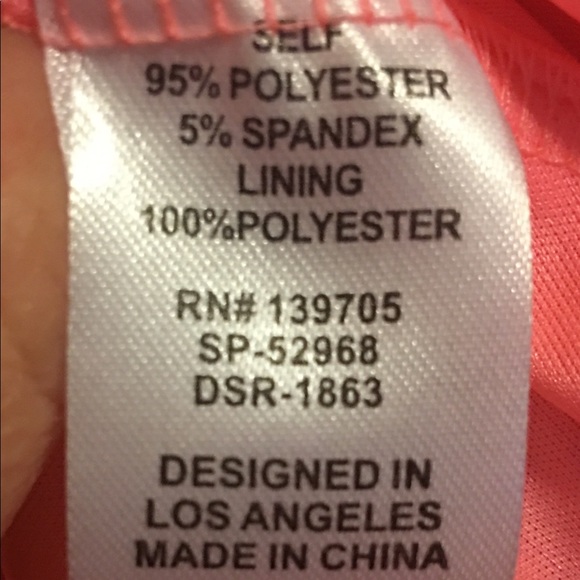 SELF
95% POLYESTER
5% SPANDEX
LINING
100%POLYESTER
RN# 139705
SP-52968
DSR-1863
DESIGNED IN
LOS ANGELES
MADE IN CHINA